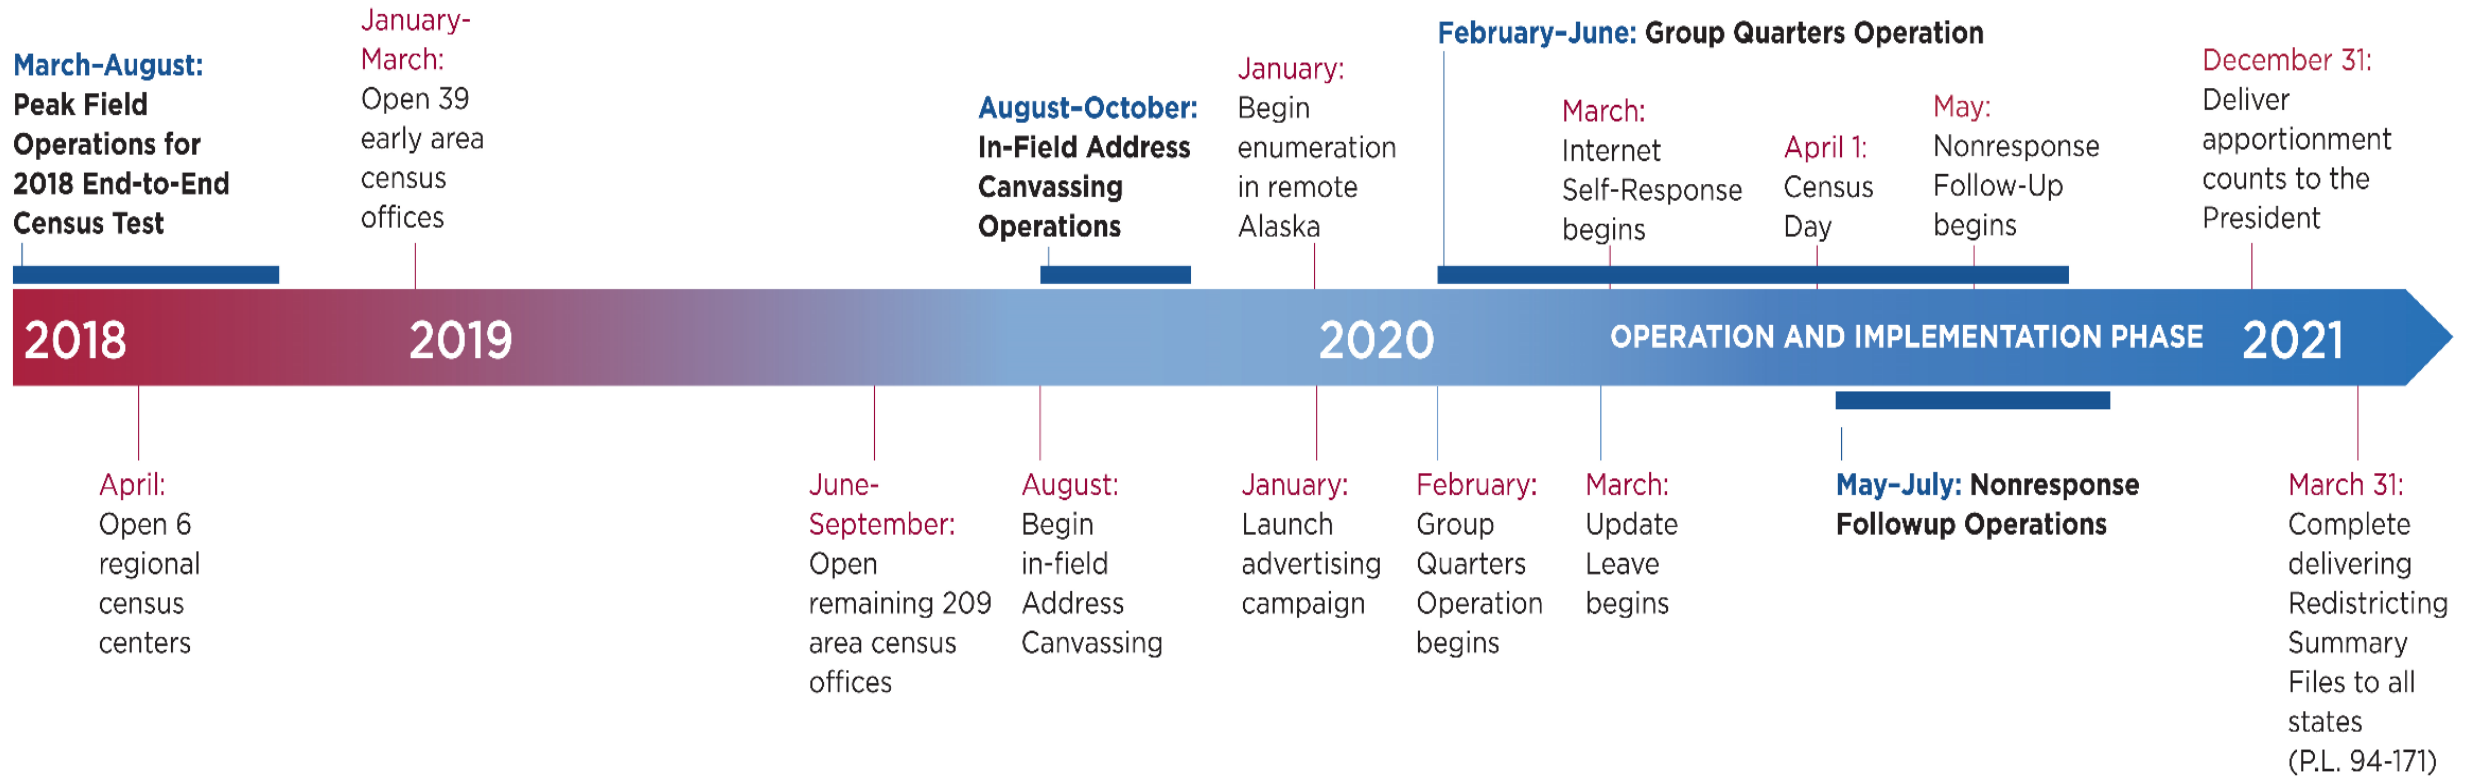 March–August:
Peak Field
Operations for
2018 End-to-End
Census Test
January-
March:
Open 39
early area
census
offices
August–October:
In-Field Address
Canvassing
Operations
January:
Begin
enumeration
in remote
Alaska
February–June: Group Quarters Operation
March:
Internet
Self-Response
begins
April 1:
Census
Day
May:
Nonresponse
Follow-Up
begins
December 31:
Deliver
apportionment
counts to the
President
2018
2019
2020
OPERATION AND IMPLEMENTATION PHASE
2021
April:
Open 6
regional
census
centers
June-
September:
Open
remaining 209
area census
offices
August:
Begin
in-field
Address
Canvassing
January:
Launch
advertising
campaign
February:
Group
Quarters
Operation
begins
March:
Update
Leave
begins
May–July: Nonresponse
Followup Operations
March 31:
Complete
delivering
Redistricting
Summary
Files to all
states
(P.L. 94-171)